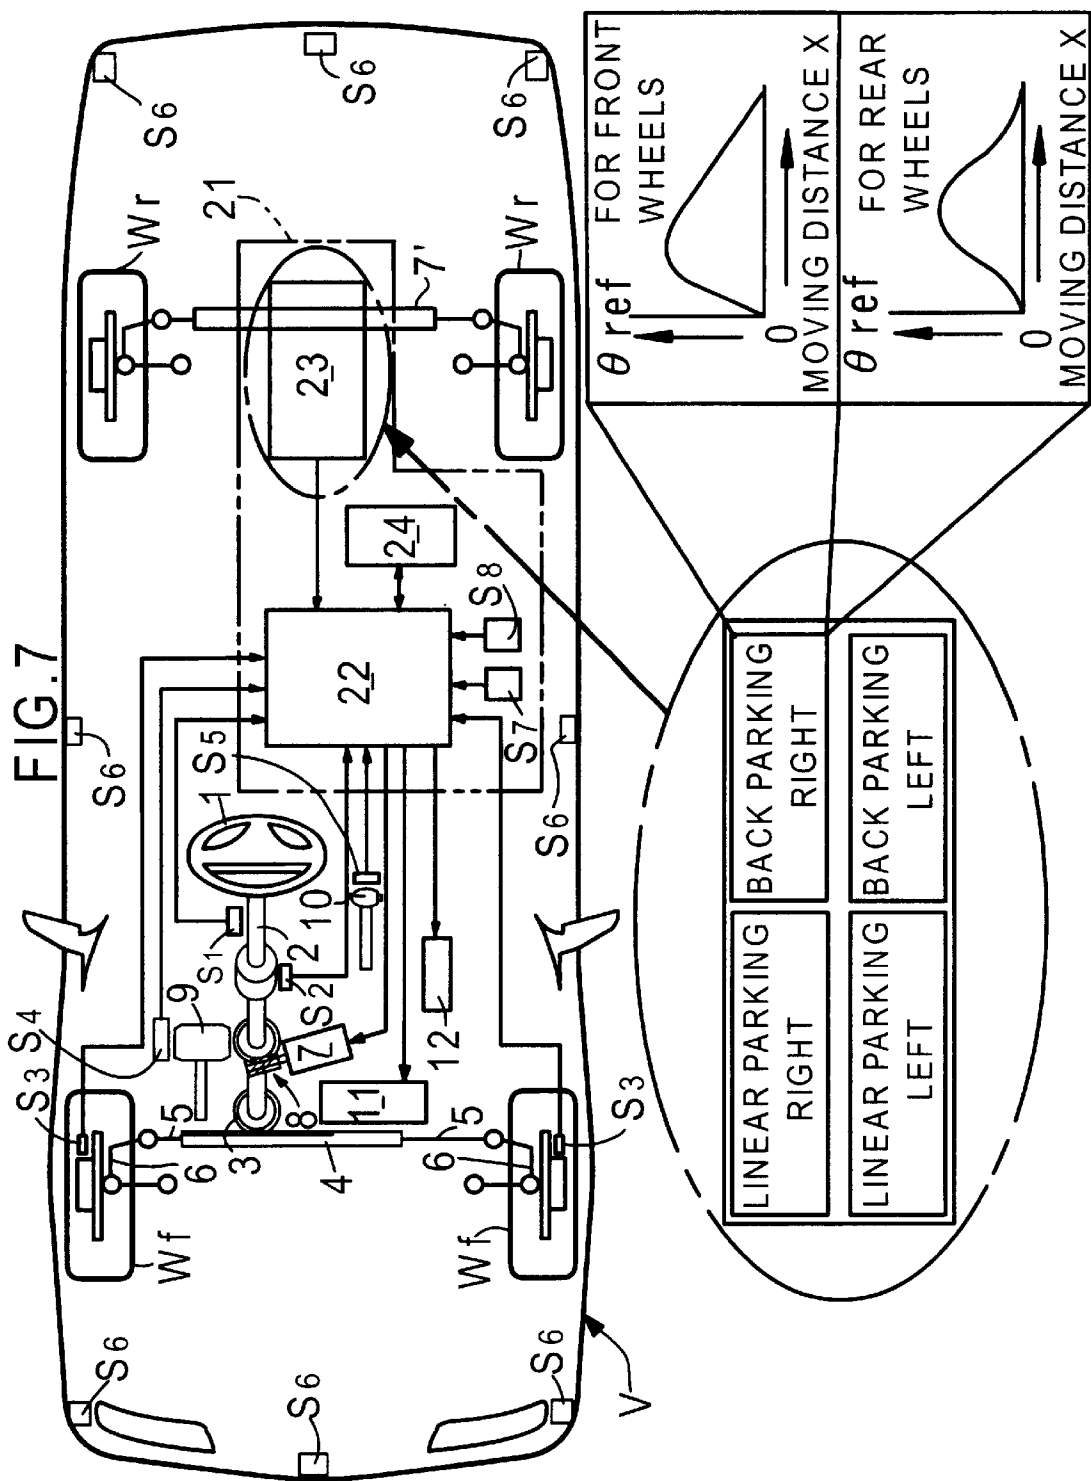 FIG.7
S6
S6
S6
S6
S6
S6
S6
S6
Wf
Wf
Wr
Wr
S3
S3
S4
9
S1
1
S5
21
5
5
6
6
3
4
8
7
11
2
S2
10
12
22
S7
S8
24
23
7'
V
LINEAR PARKING
RIGHT
BACK PARKING
RIGHT
LINEAR PARKING
LEFT
BACK PARKING
LEFT
θ ref
FOR FRONT
WHEELS
0
MOVING DISTANCE X
θ ref
FOR REAR
WHEELS
0
MOVING DISTANCE X